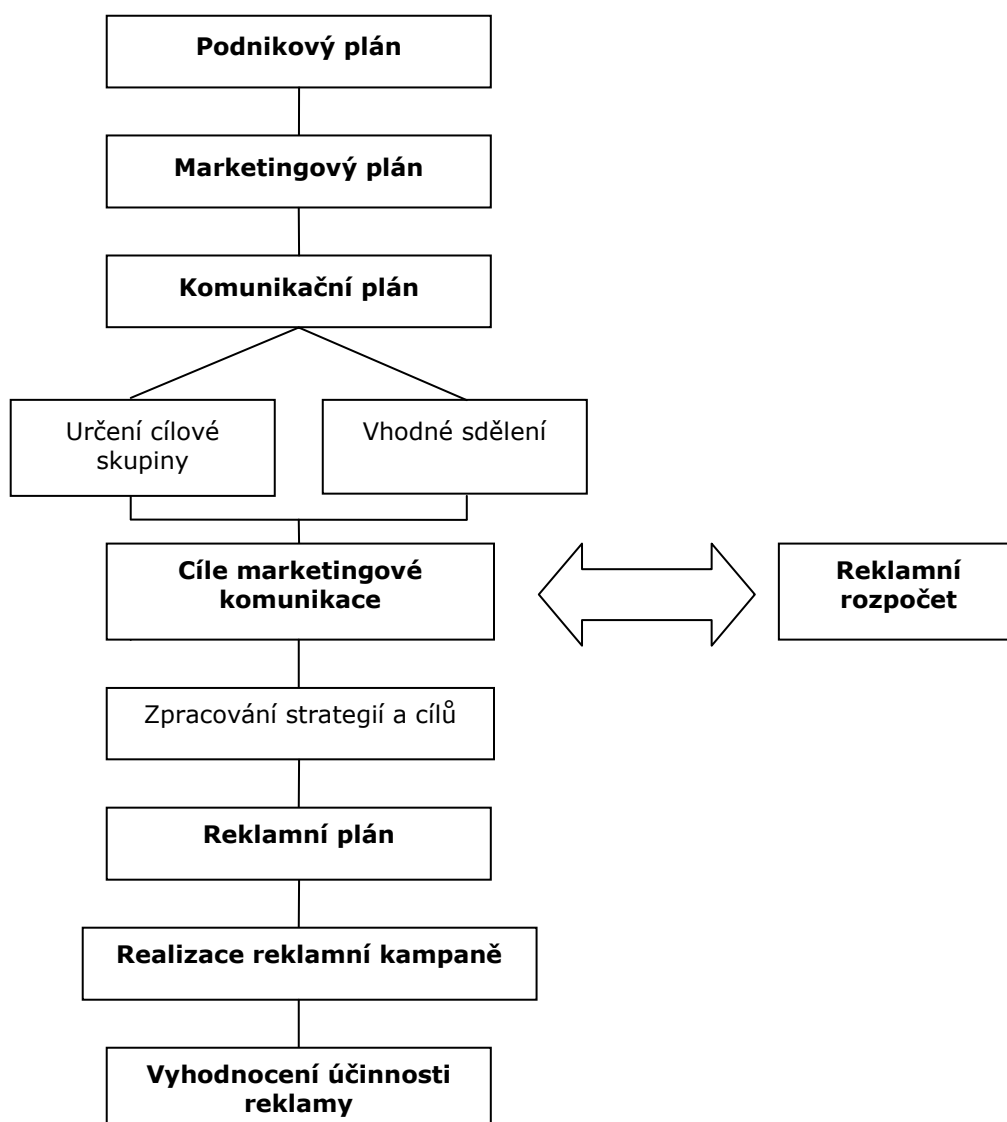 Podnikový plán
Marketingový plán
Komunikační plán
Určení cílové
skupiny
Vhodné sdělení
Cíle marketingové
komunikace
Reklamní
rozpočet
Zpracování strategií a cílů
Reklamní plán
Realizace reklamní kampaně
Vyhodnocení účinnosti
reklamy